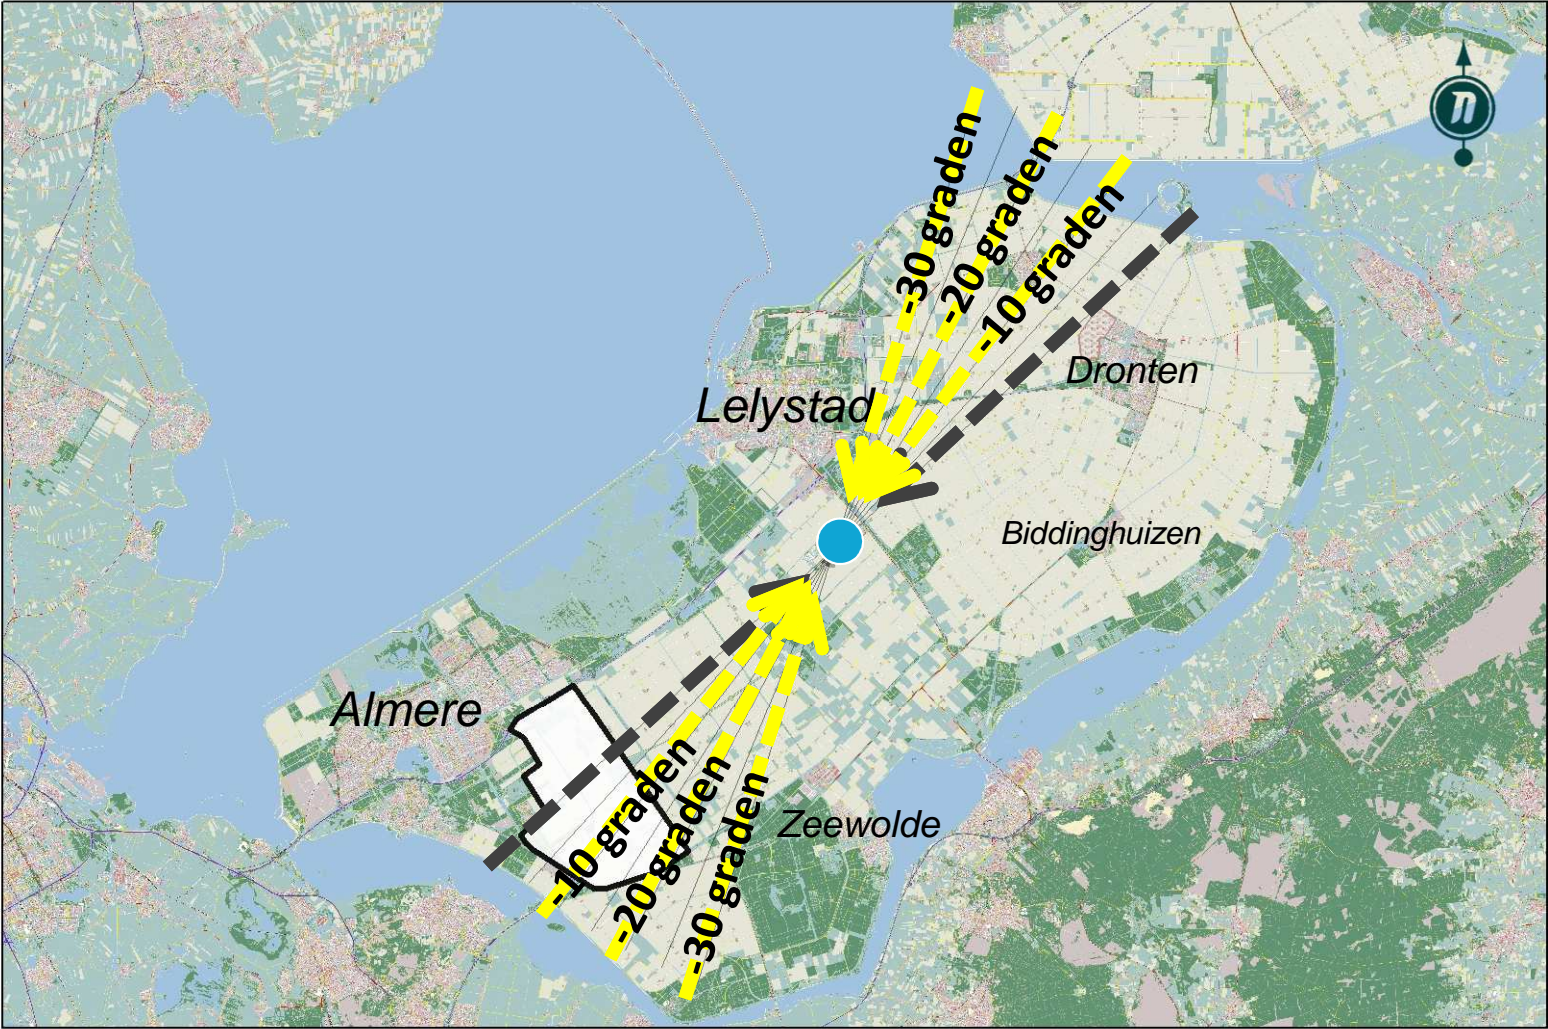 -30 graden
-20 graden
-10 graden
Dronten
Lelystad
Biddinghuizen
Almere
-10 graden
-20 graden
-30 graden
Zeewolde
N